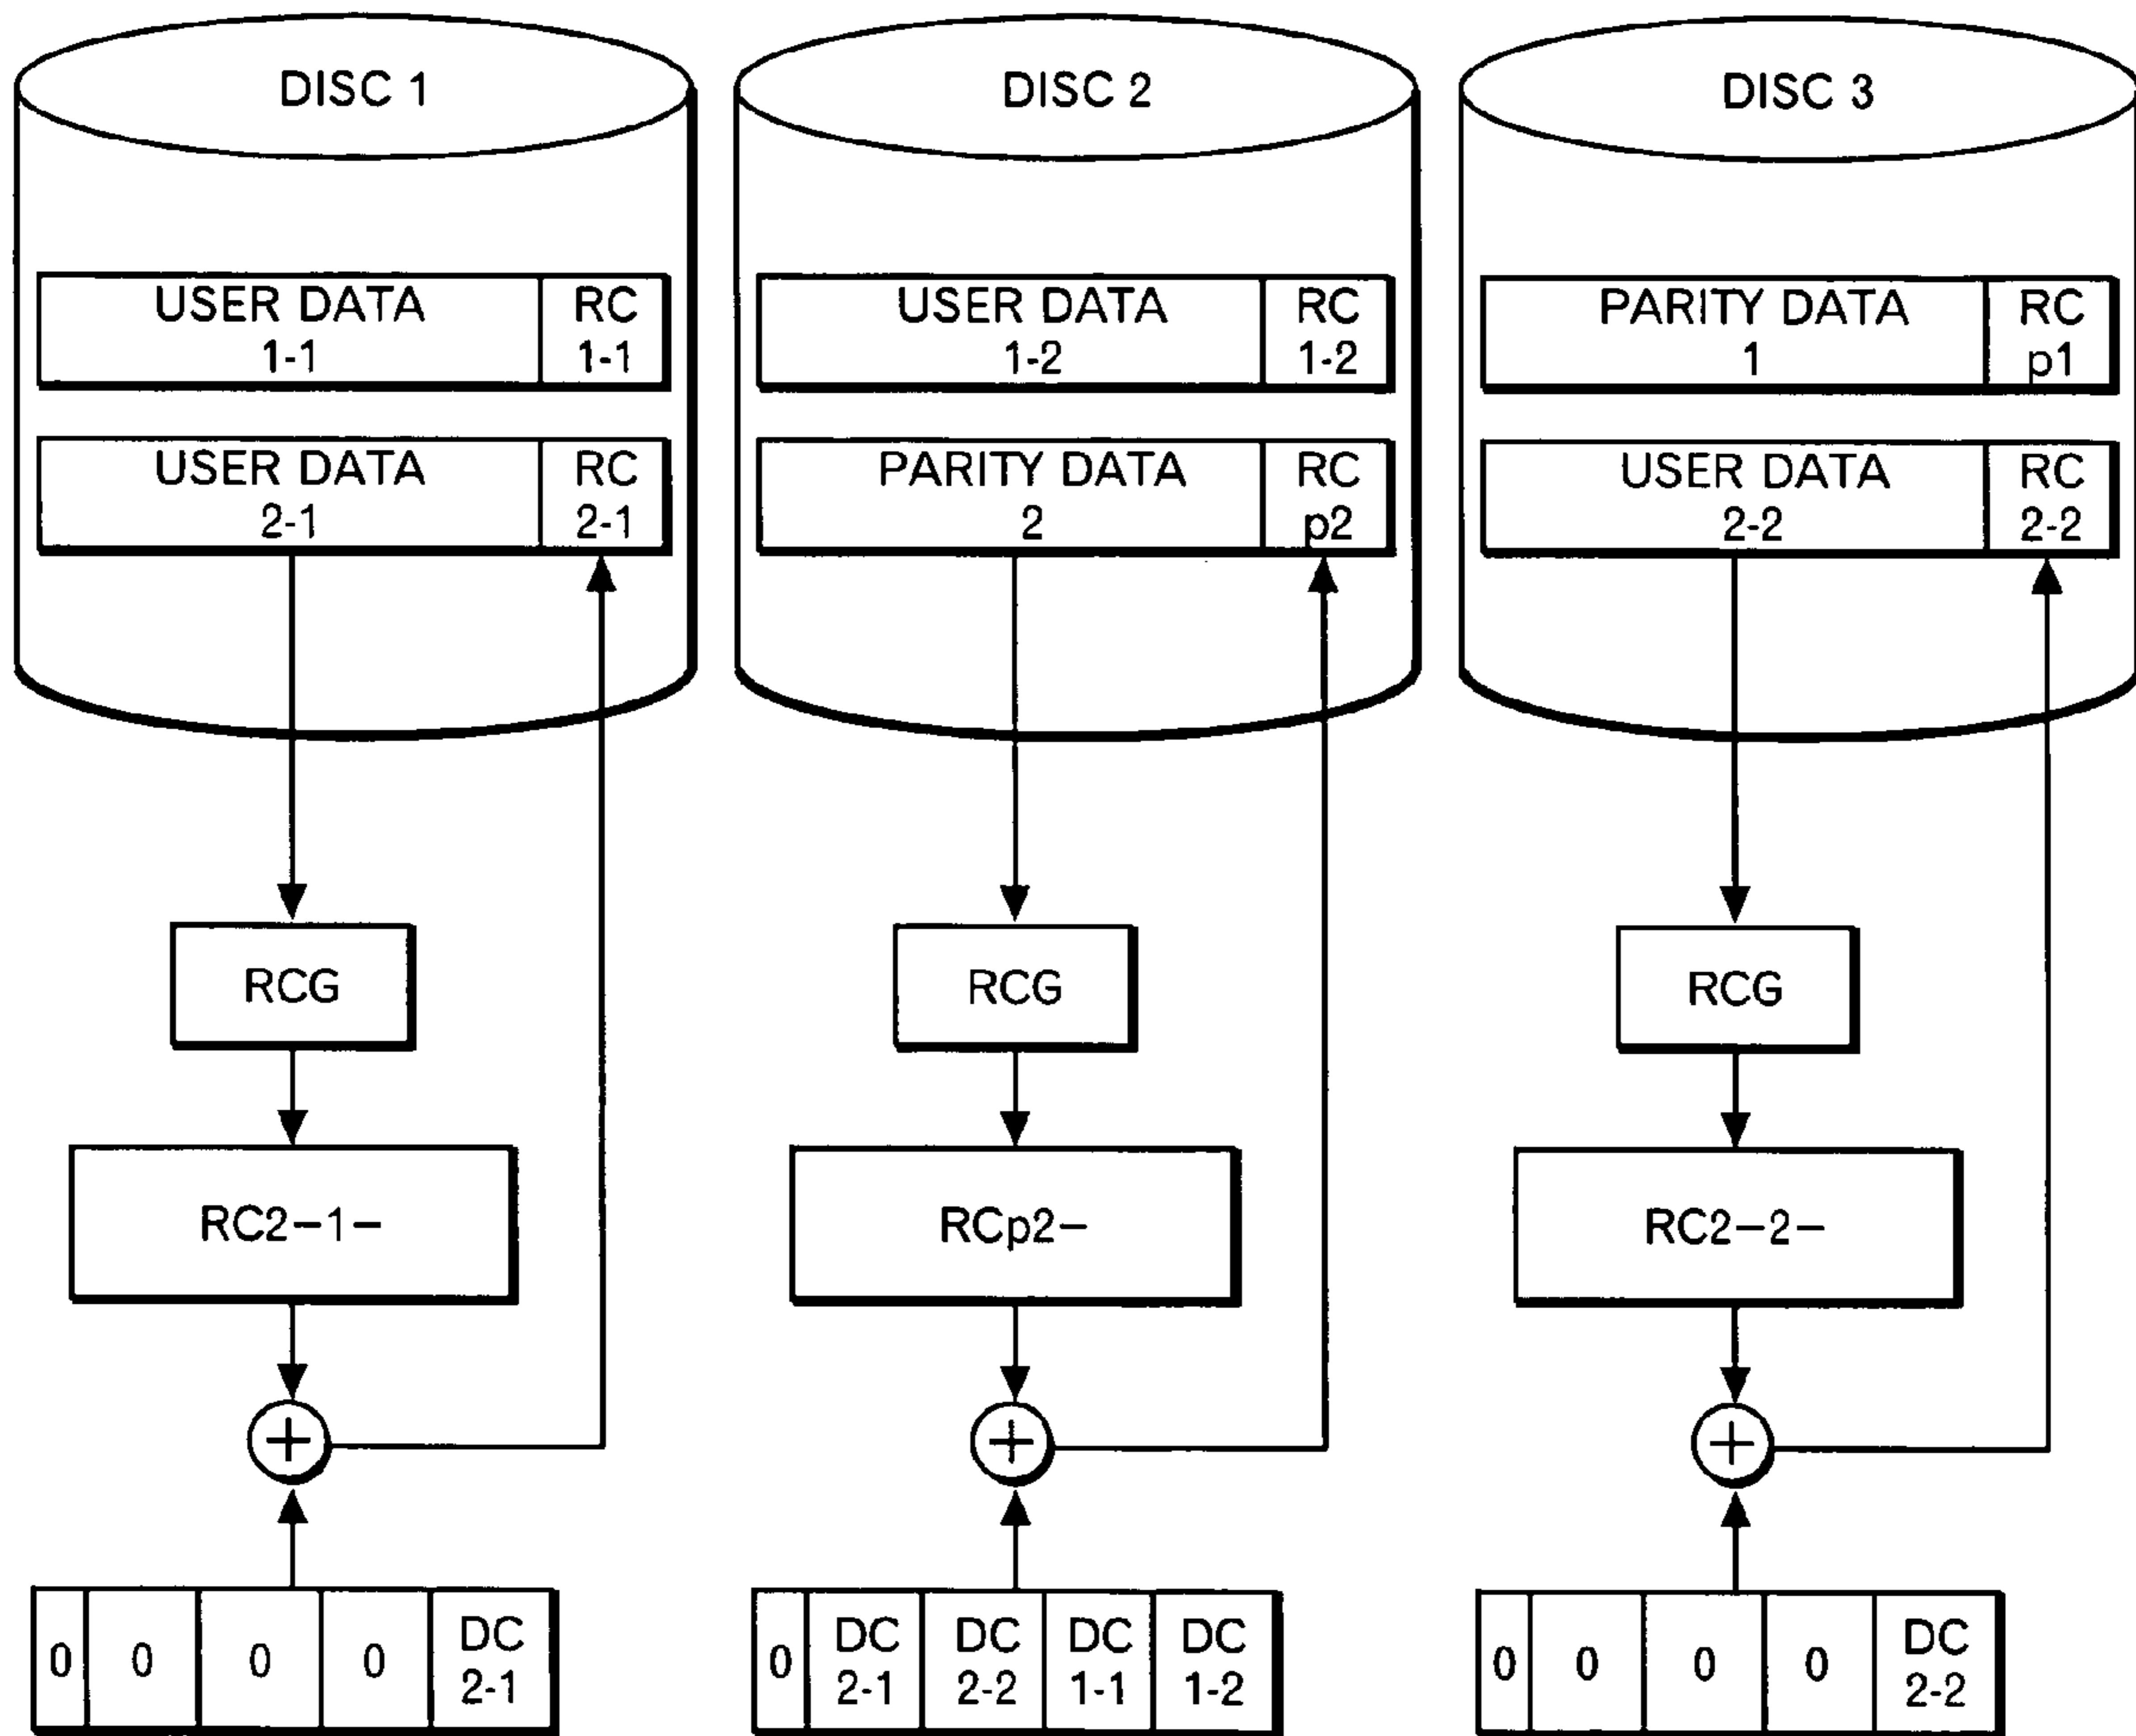 DISC 1
DISC 2
DISC 3
USER DATA
1-1
RC
1-1
USER DATA
1-2
RC
1-2
PARITY DATA
1
RC
p1
USER DATA
2-1
RC
2-1
PARITY DATA
2
RC
p2
USER DATA
2-2
RC
2-2
RCG
RCG
RCG
RC2–1–
RCp2–
RC2–2–
+
+
+
0
0
0
0
DC
2-1
0
DC
2-1
DC
2-2
DC
1-1
DC
1-2
0
0
0
0
DC
2-2